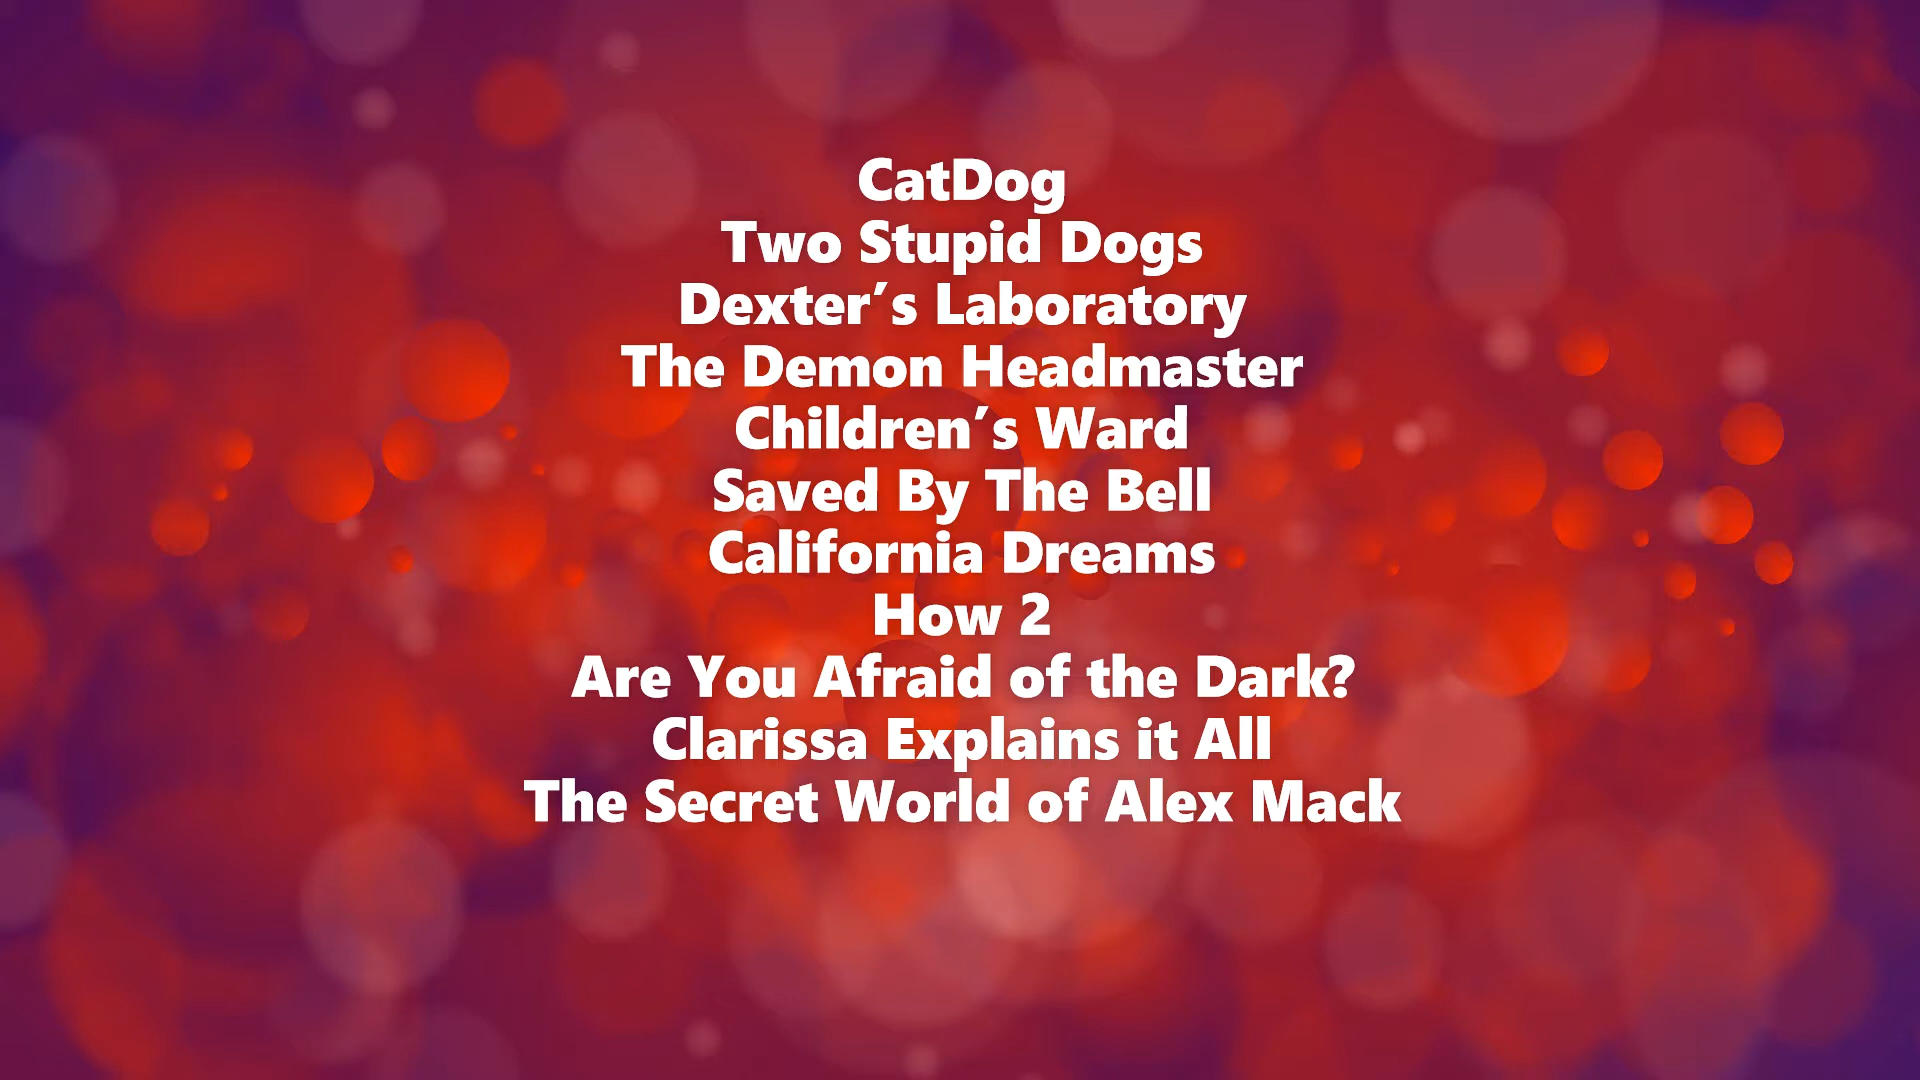 CatDog
Two Stupid Dogs
Dexter′s Laboratory
The Demon Headmaster
Children′s Ward
Saved By The Bell
California Dreams
How 2
Are You Afraid of the Dark?
Clarissa Explains it All
The Secret World of Alex Mack